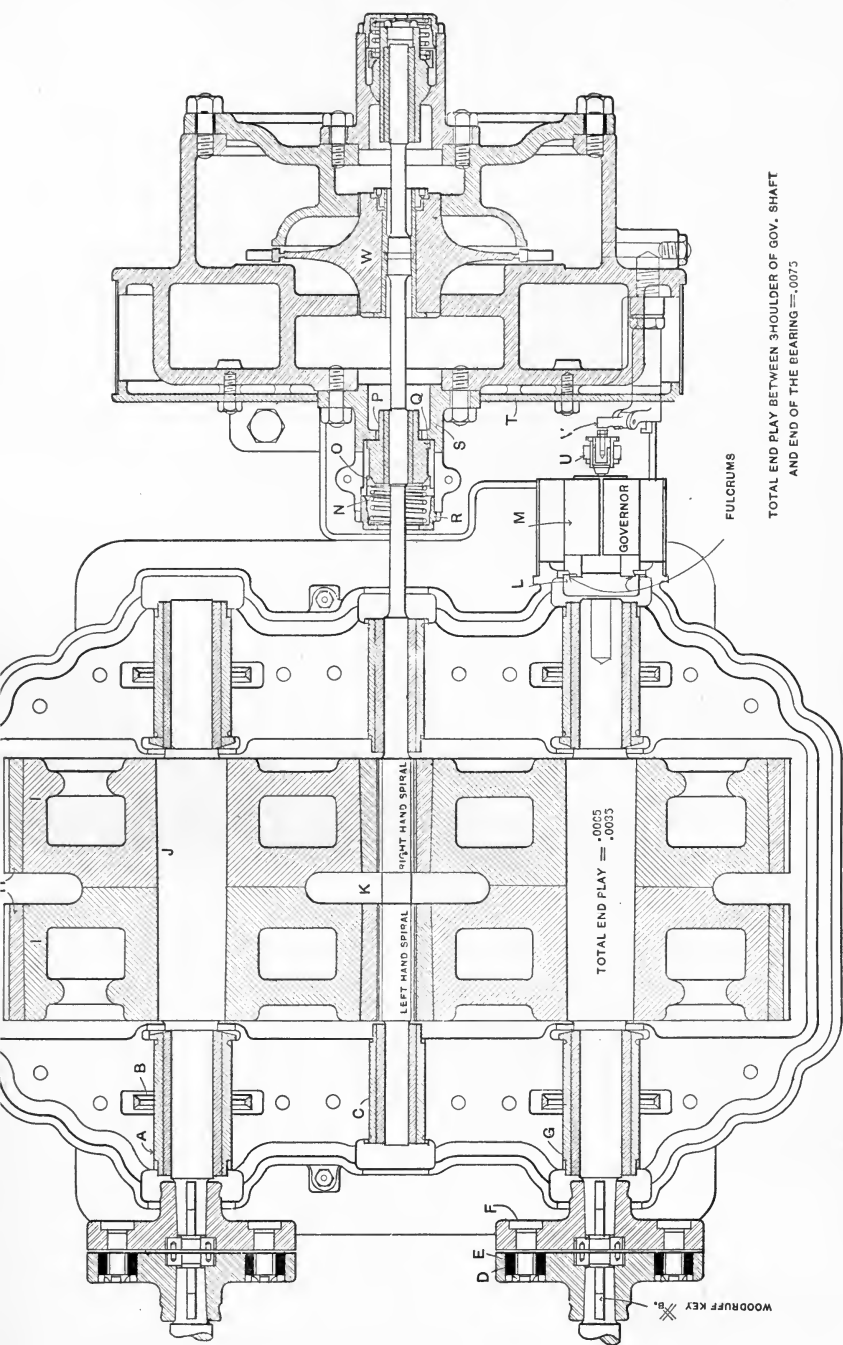 I
I
J
K
LEFT HAND SPIRAL
RIGHT HAND SPIRAL
TOTAL END PLAY = .0065
.0035
A
B
C
D
E
F
G
L
M
GOVERNOR
N
O
P
Q
R
S
T
U
V
W
FULCRUMS
WOODRUFF KEY
TOTAL END PLAY BETWEEN SHOULDER OF GOV. SHAFT
AND END OF THE BEARING = .0075